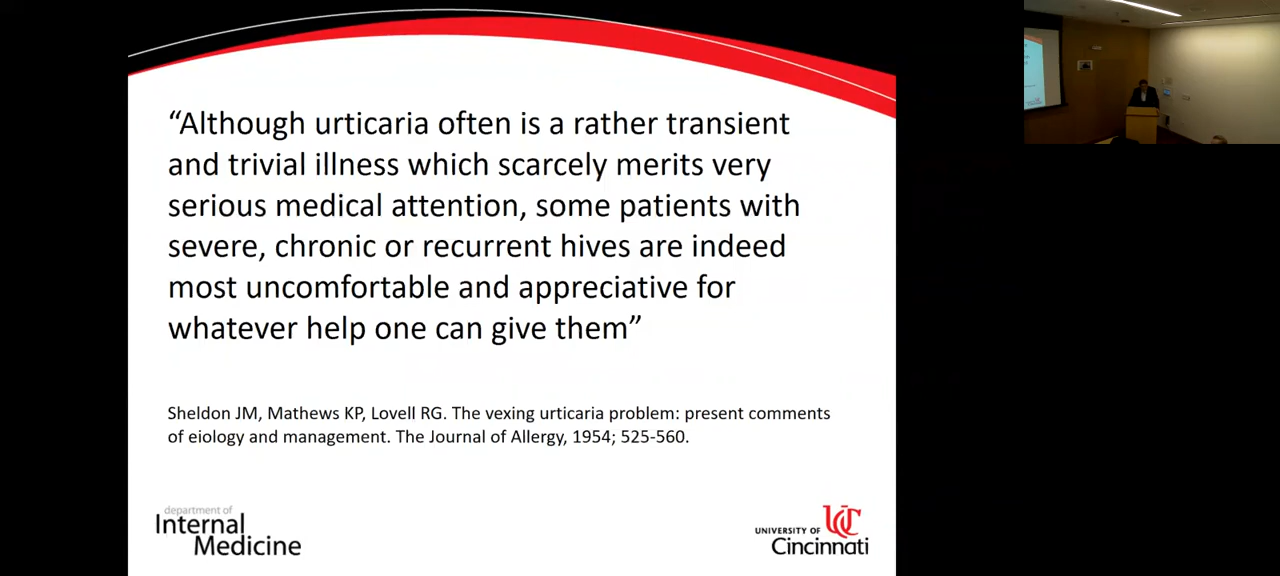 “Although urticaria often is a rather transient
and trivial illness which scarcely merits very
serious medical attention, some patients with
severe, chronic or recurrent hives are indeed
most uncomfortable and appreciative for
whatever help one can give them”
Sheldon JM, Mathews KP, Lovell RG. The vexing urticaria problem: present comments
of eiology and management. The Journal of Allergy, 1954; 525-560.
department of
Internal
Medicine
UNIVERSITY OF UC
Cincinnati